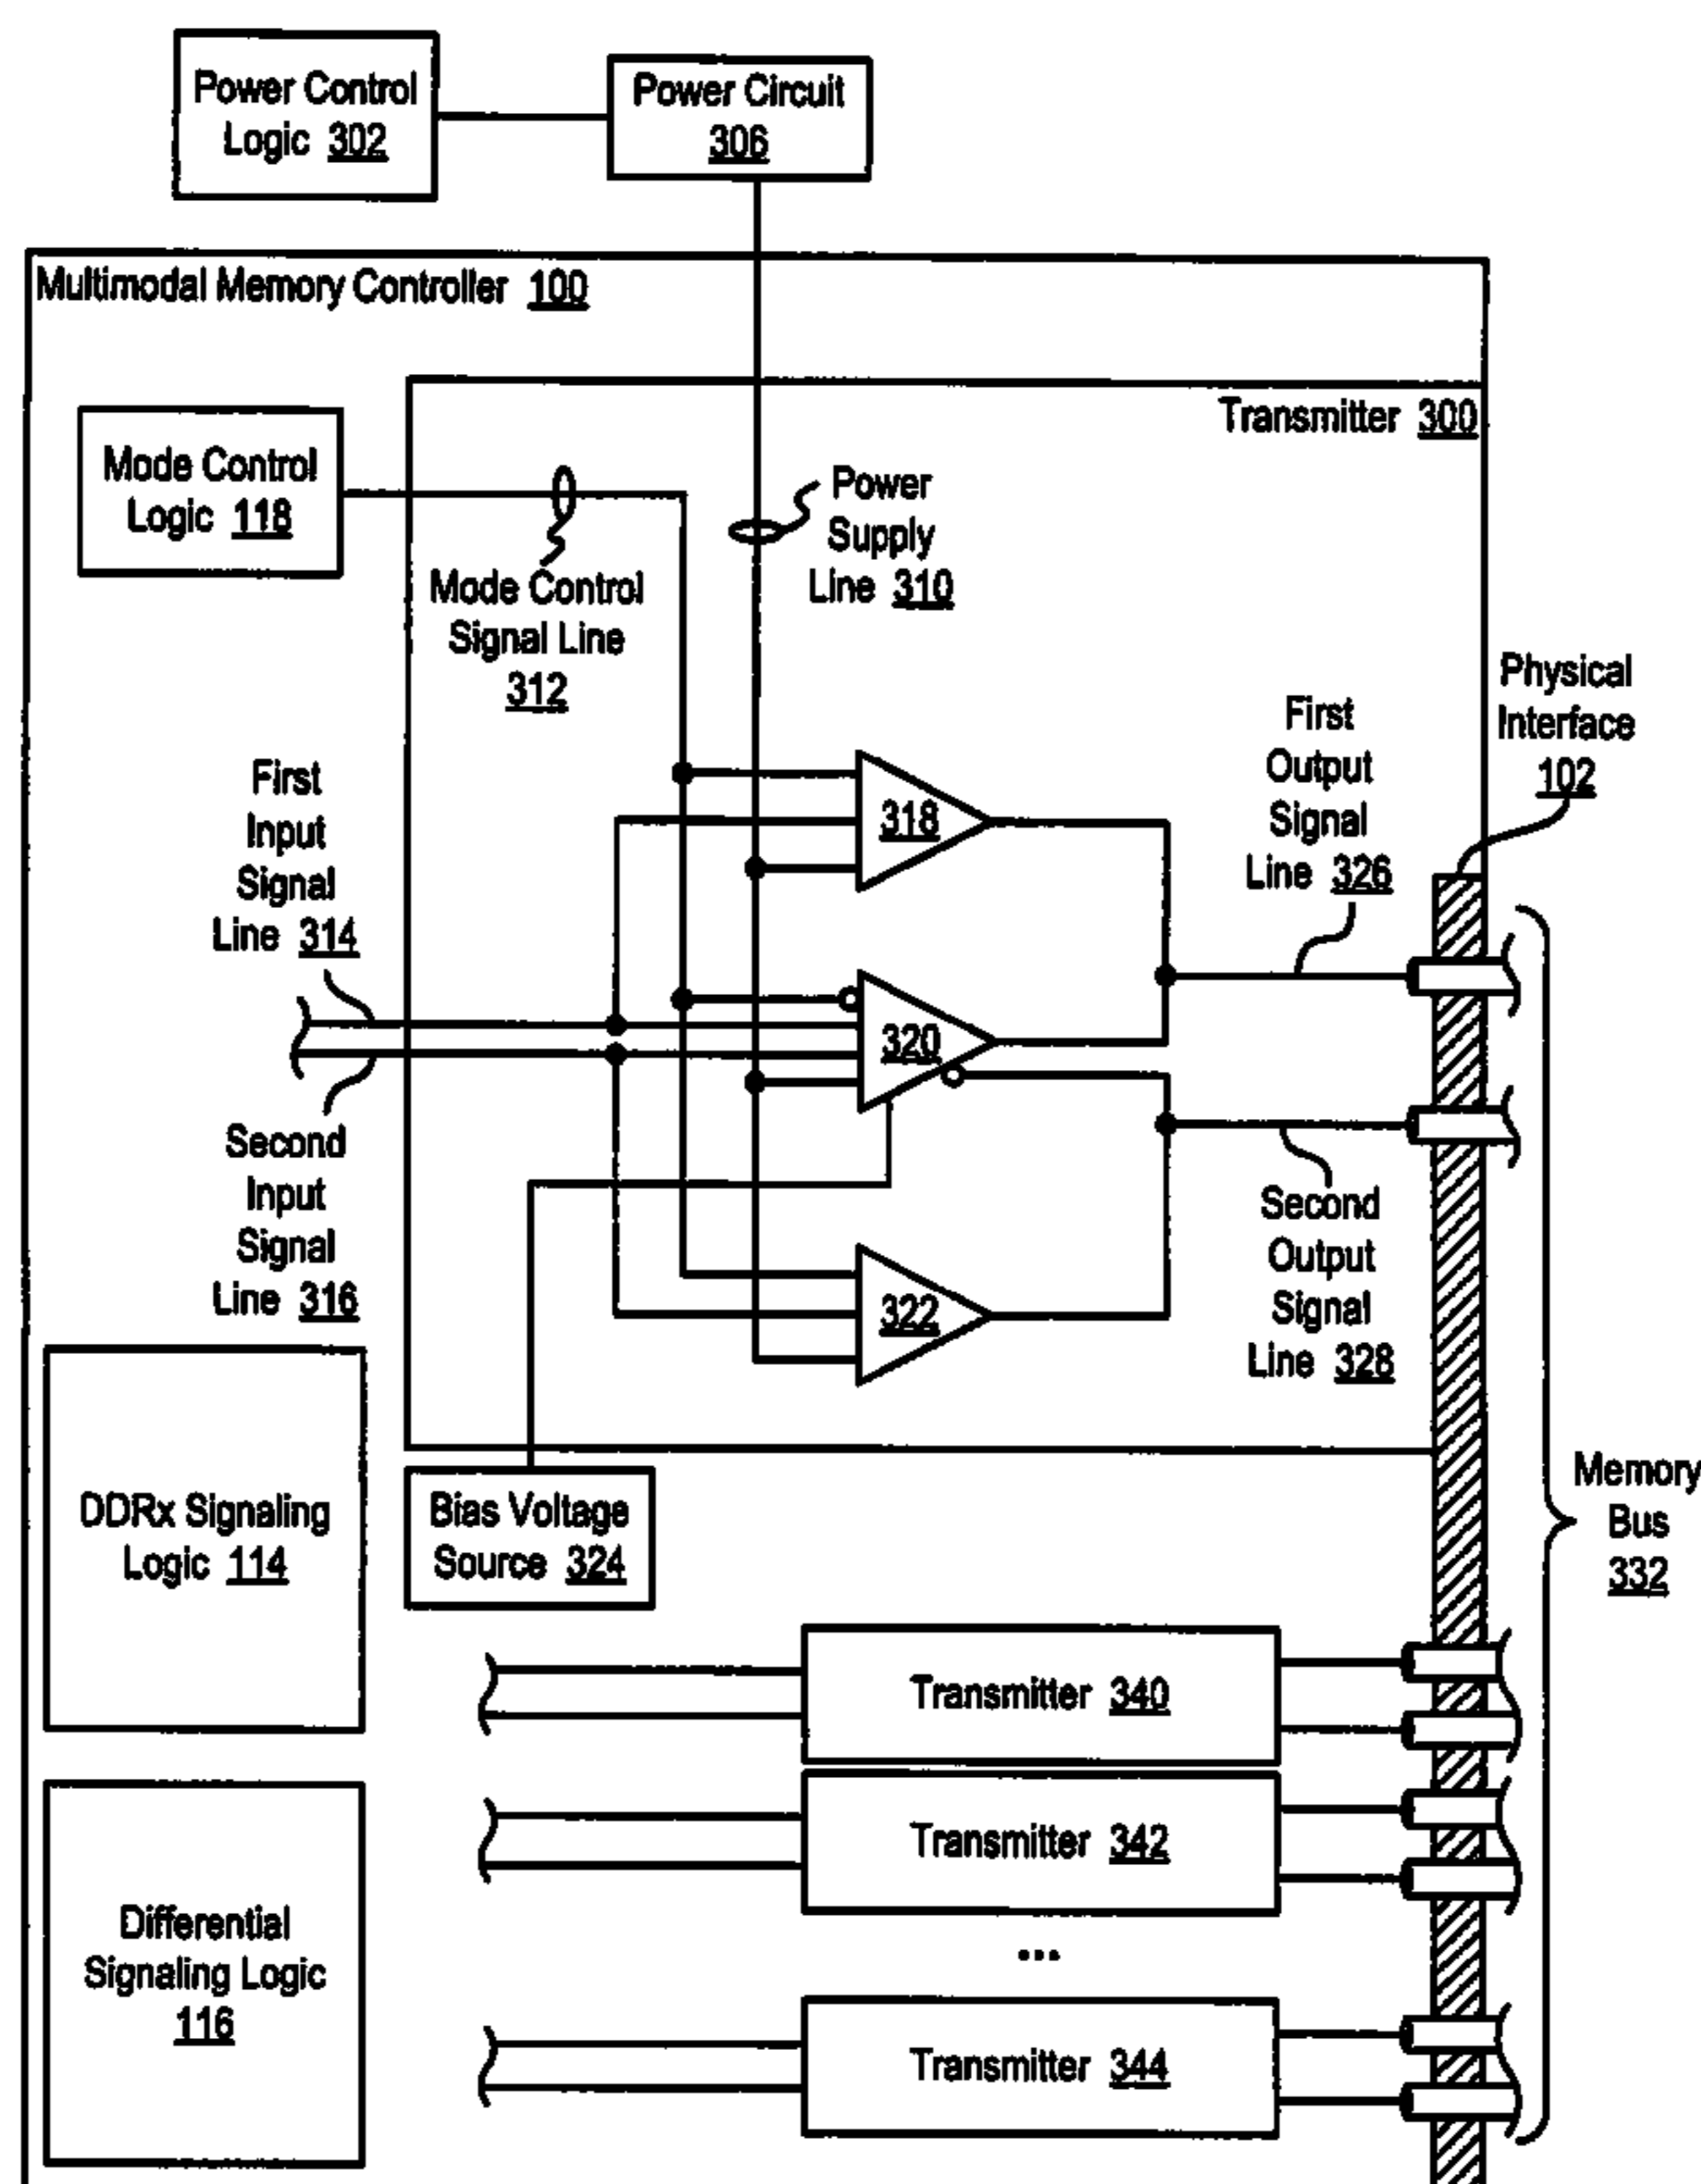 Power Control
Logic 302
Power Circuit
306
Multimodal Memory Controller 100
Transmitter 300
Mode Control
Logic 118
Power
Supply
Line 310
Mode Control
Signal Line
312
Physical
Interface
102
First
Output
Signal
Line 326
First
Input
Signal
Line 314
318
320
Second
Input
Signal
Line 316
Second
Output
Signal
Line 328
322
DDRx Signaling
Logic 114
Bias Voltage
Source 324
Memory
Bus
332
Transmitter 340
Transmitter 342
...
Differential
Signaling Logic
116
Transmitter 344